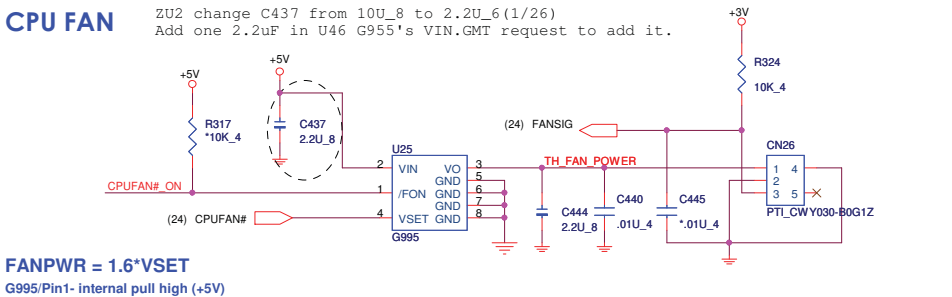 CPU FAN
ZU2 change C437 from 10U_8 to 2.2U_6(1/26)
Add one 2.2uF in U46 G955's VIN.GMT request to add it.
+3V
+5V
+5V
R324
10K_4
R317
*10K_4
C437
2.2U_8
(24) FANSIG
CN26
U25
TH_FAN_POWER
2 VIN VO 3
GND 5
CPUFAN#_ON
1 /FON GND 6
GND 7
(24) CPUFAN#
4 VSET GND 8
G995
C444
2.2U_8
C440
.01U_4
C445
*.01U_4
1 4
2
3 5
PTI_CWY030-B0G1Z
FANPWR = 1.6*VSET
G995/Pin1- internal pull high (+5V)